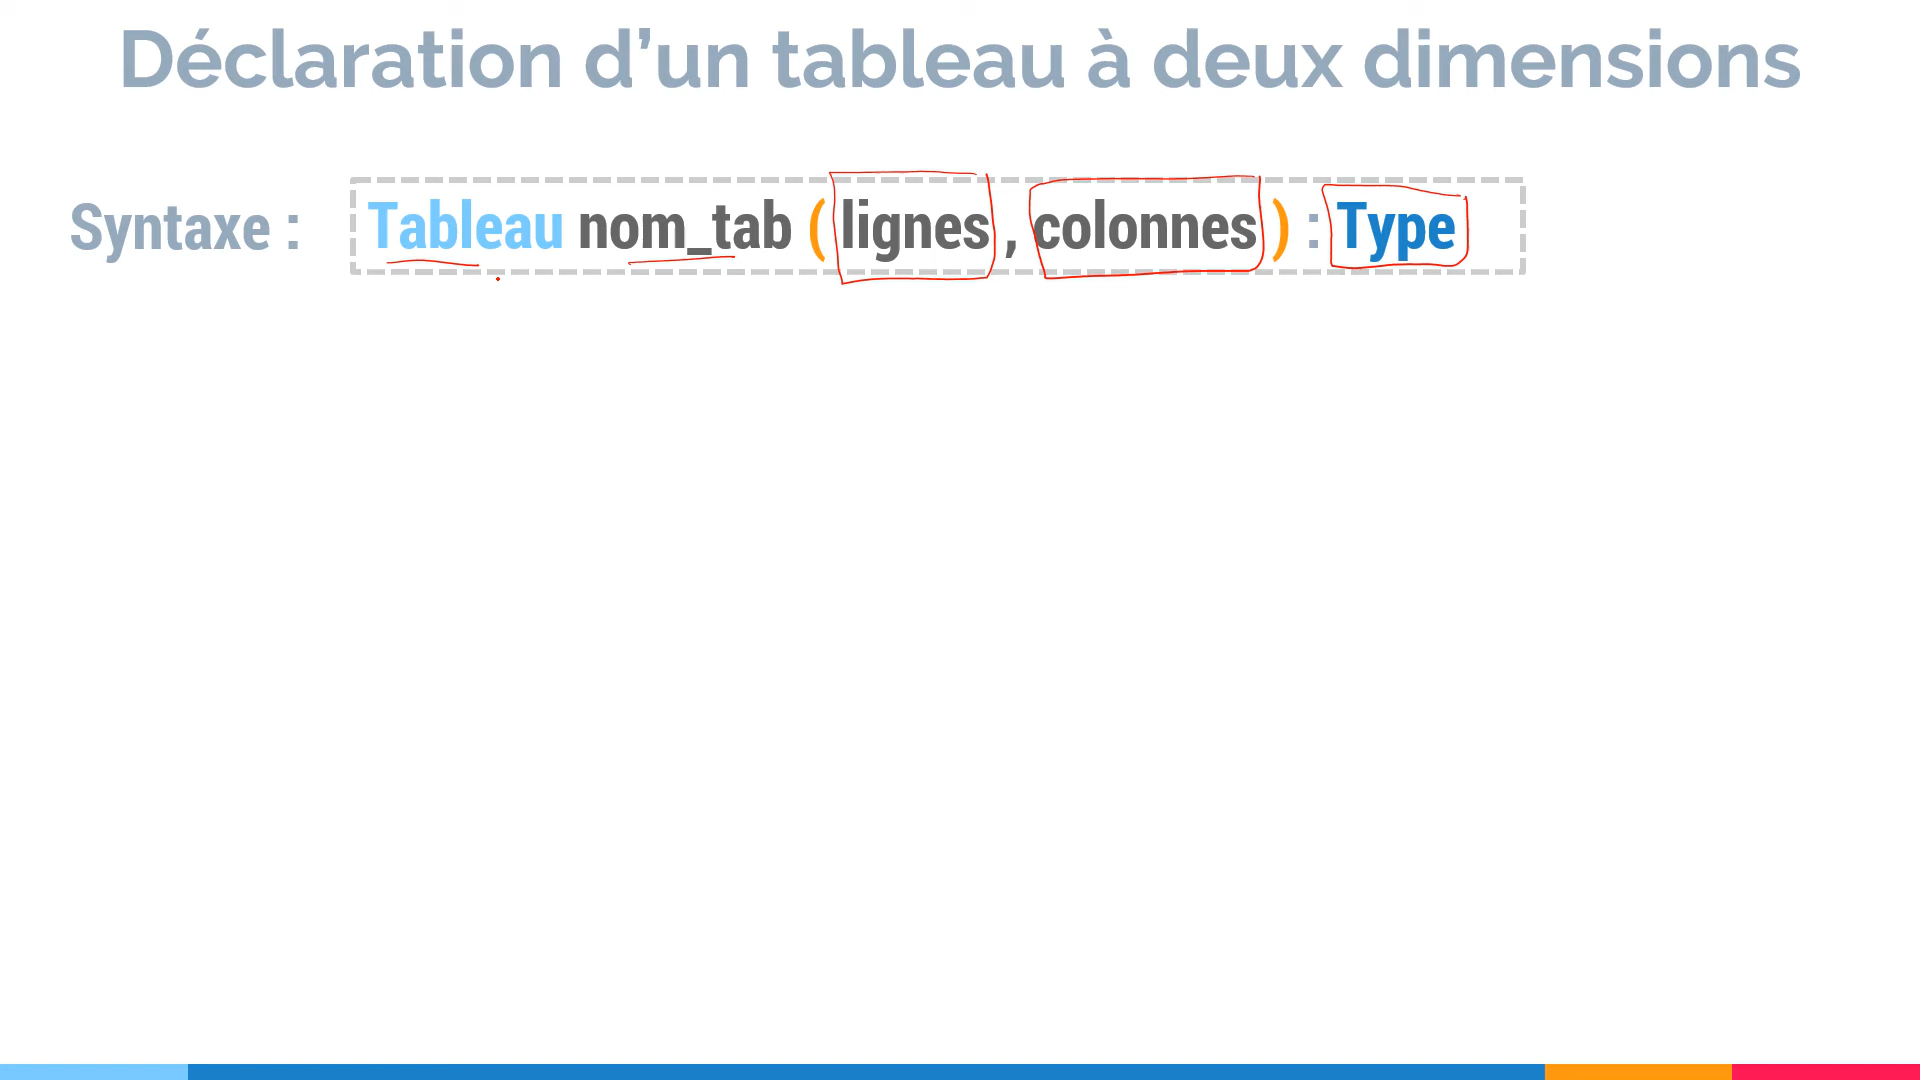 Déclaration d’un tableau à deux dimensions
Syntaxe : Tableau nom_tab ( lignes , colonnes ) : Type